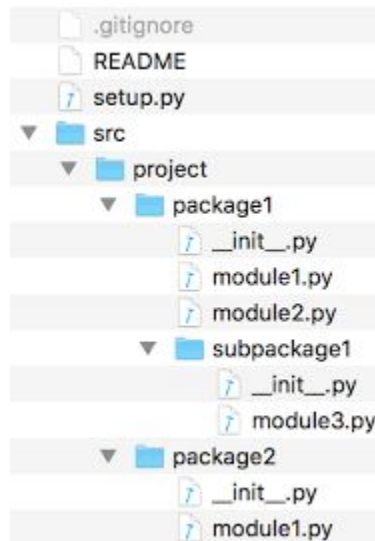 .gitignore
README
setup.py
src
project
package1
__init__.py
module1.py
module2.py
subpackage1
__init__.py
module3.py
package2
__init__.py
module1.py